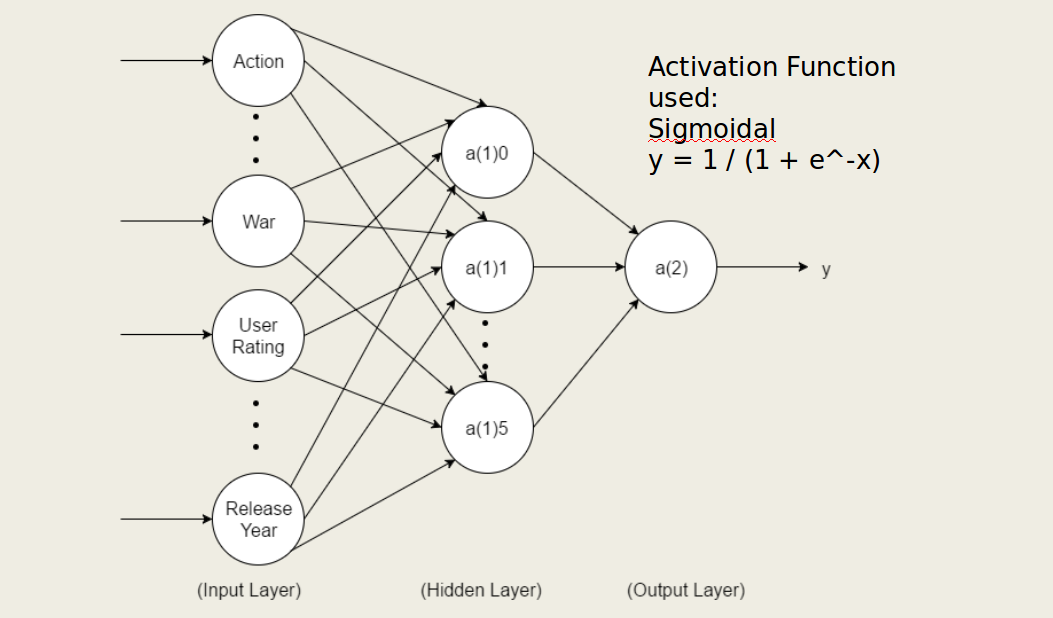 Action
War
User
Rating
Release
Year
a(1)0
a(1)1
a(1)5
a(2)
y
Activation Function
used:
Sigmoidal
y = 1 / (1 + e^-x)
(Input Layer)
(Hidden Layer)
(Output Layer)